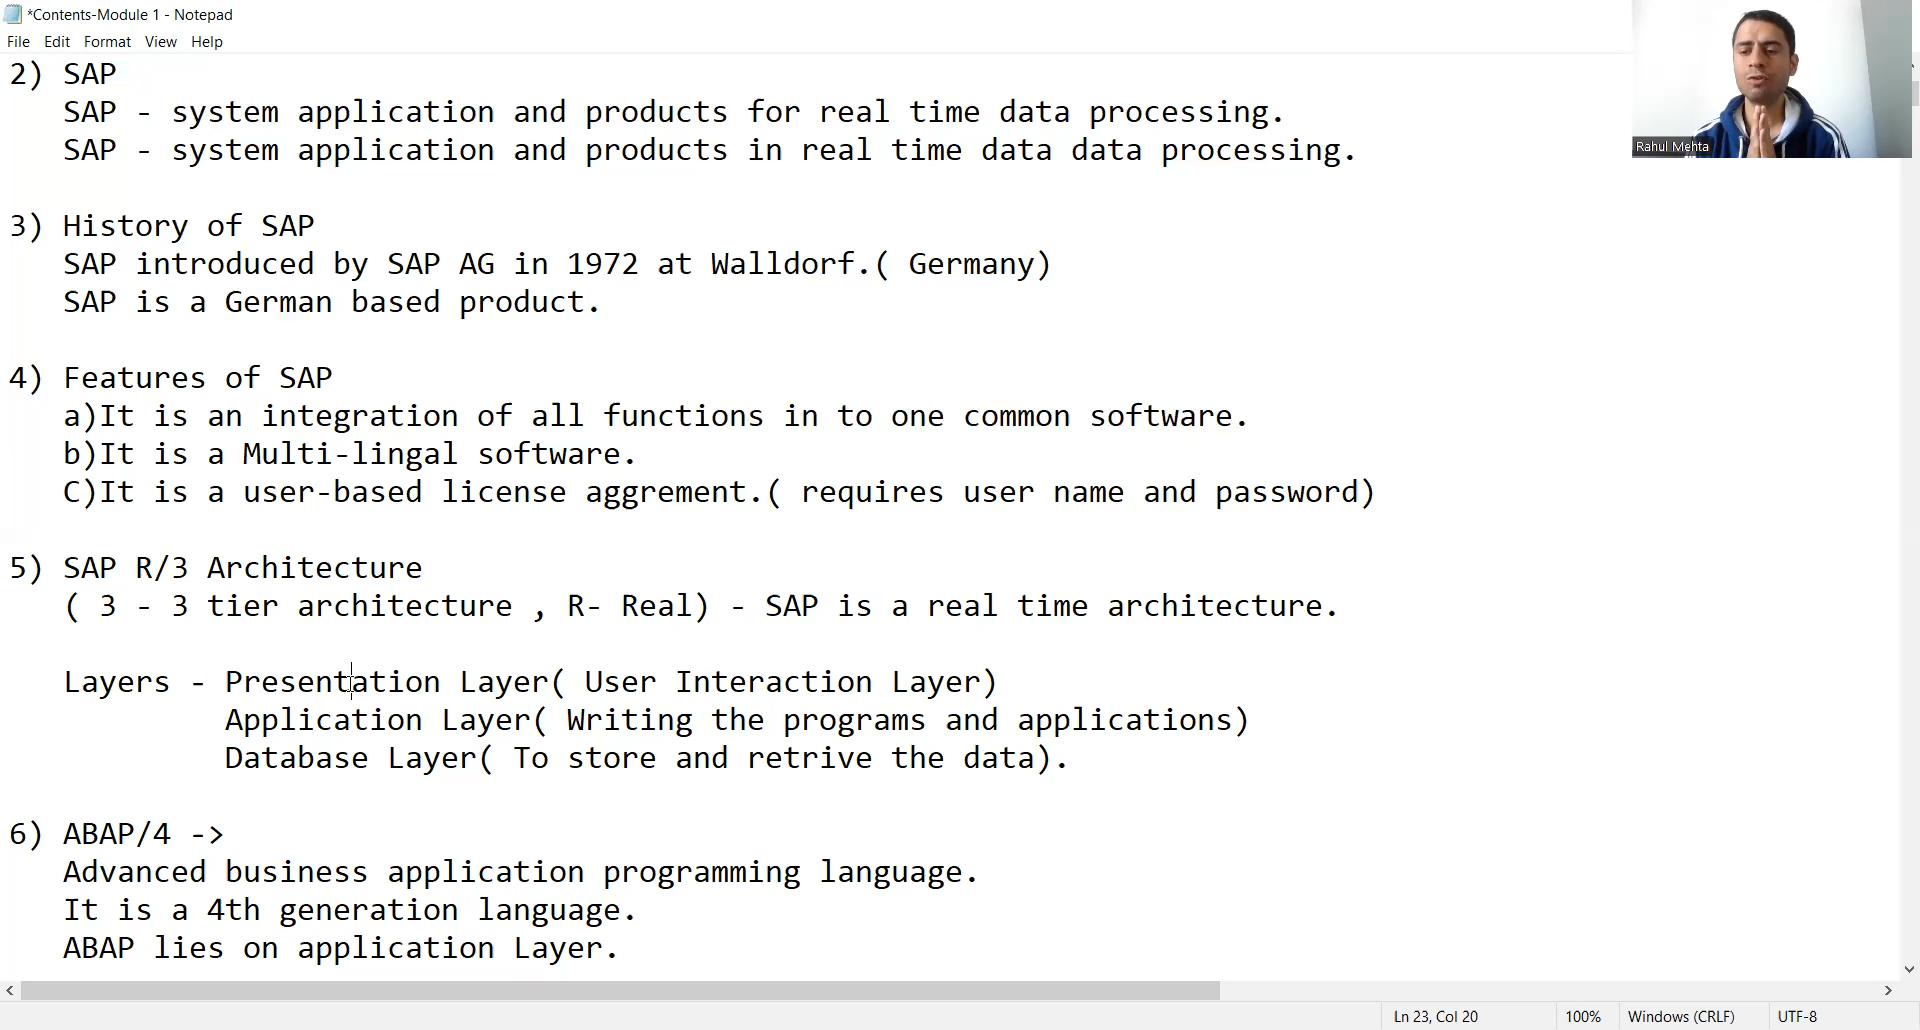 *Contents-Module 1 - Notepad
File Edit Format View Help
2) SAP
SAP - system application and products for real time data processing.
SAP - system application and products in real time data data processing.
Rahul Mehta
3) History of SAP
SAP introduced by SAP AG in 1972 at Walldorf.( Germany)
SAP is a German based product.
4) Features of SAP
a)It is an integration of all functions in to one common software.
b)It is a Multi-lingal software.
C)It is a user-based license aggrement.( requires user name and password)
5) SAP R/3 Architecture
( 3 - 3 tier architecture , R- Real) - SAP is a real time architecture.
Layers - Presentation Layer( User Interaction Layer)
Application Layer( Writing the programs and applications)
Database Layer( To store and retrive the data).
6) ABAP/4 ->
Advanced business application programming language.
It is a 4th generation language.
ABAP lies on application Layer.
Ln 23, Col 20 100% Windows (CRLF) UTF-8